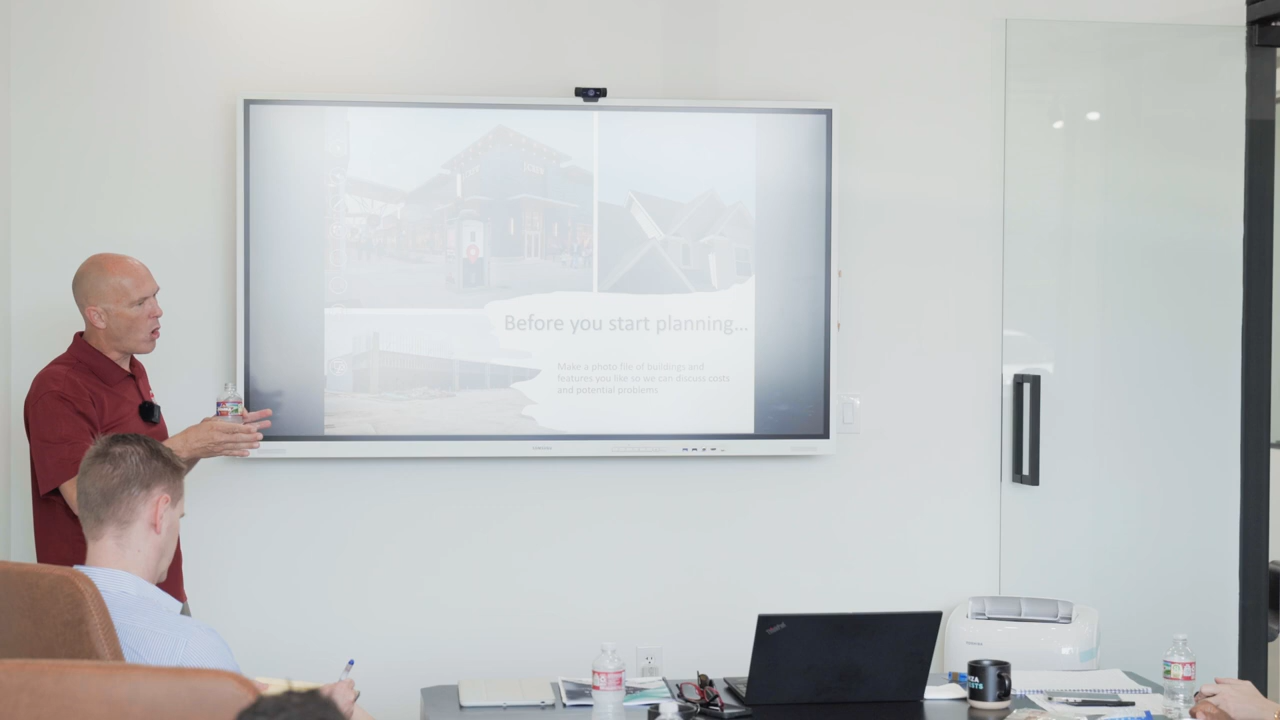 Before you start planning...
Make a photo file of buildings and
features you like so we can discuss costs
and potential problems
ThinkPad